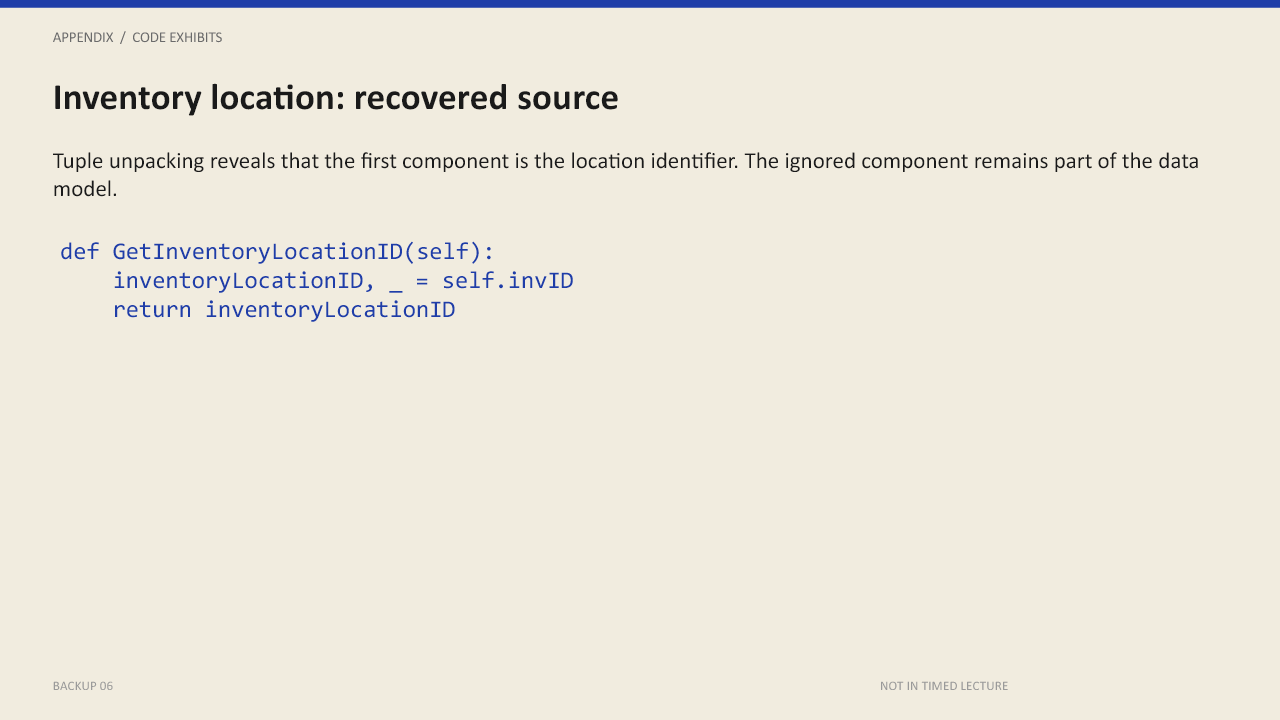 APPENDIX / CODE EXHIBITS
Inventory location: recovered source
Tuple unpacking reveals that the first component is the location identifier. The ignored component remains part of the data
model.
def GetInventoryLocationID(self):
    inventoryLocationID, _ = self.invID
    return inventoryLocationID
BACKUP 06
NOT IN TIMED LECTURE